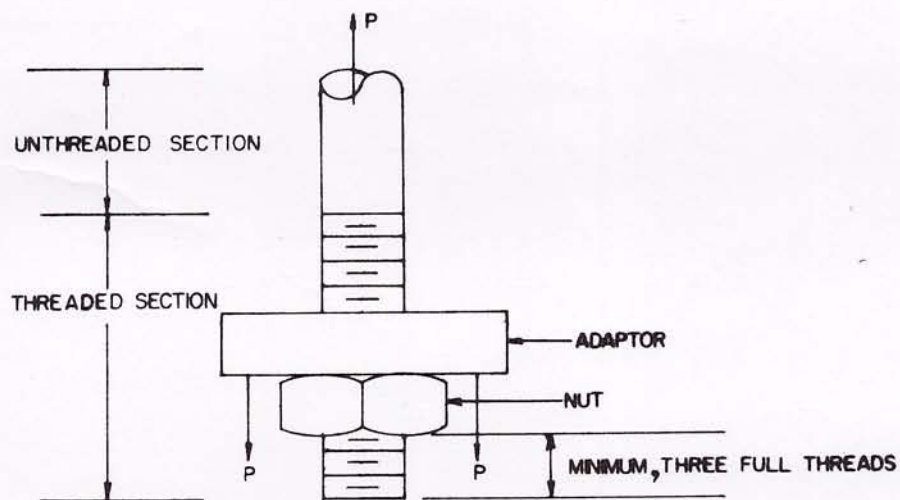 P
UNTHREADED SECTION
THREADED SECTION
ADAPTOR
NUT
P
P
MINIMUM, THREE FULL THREADS